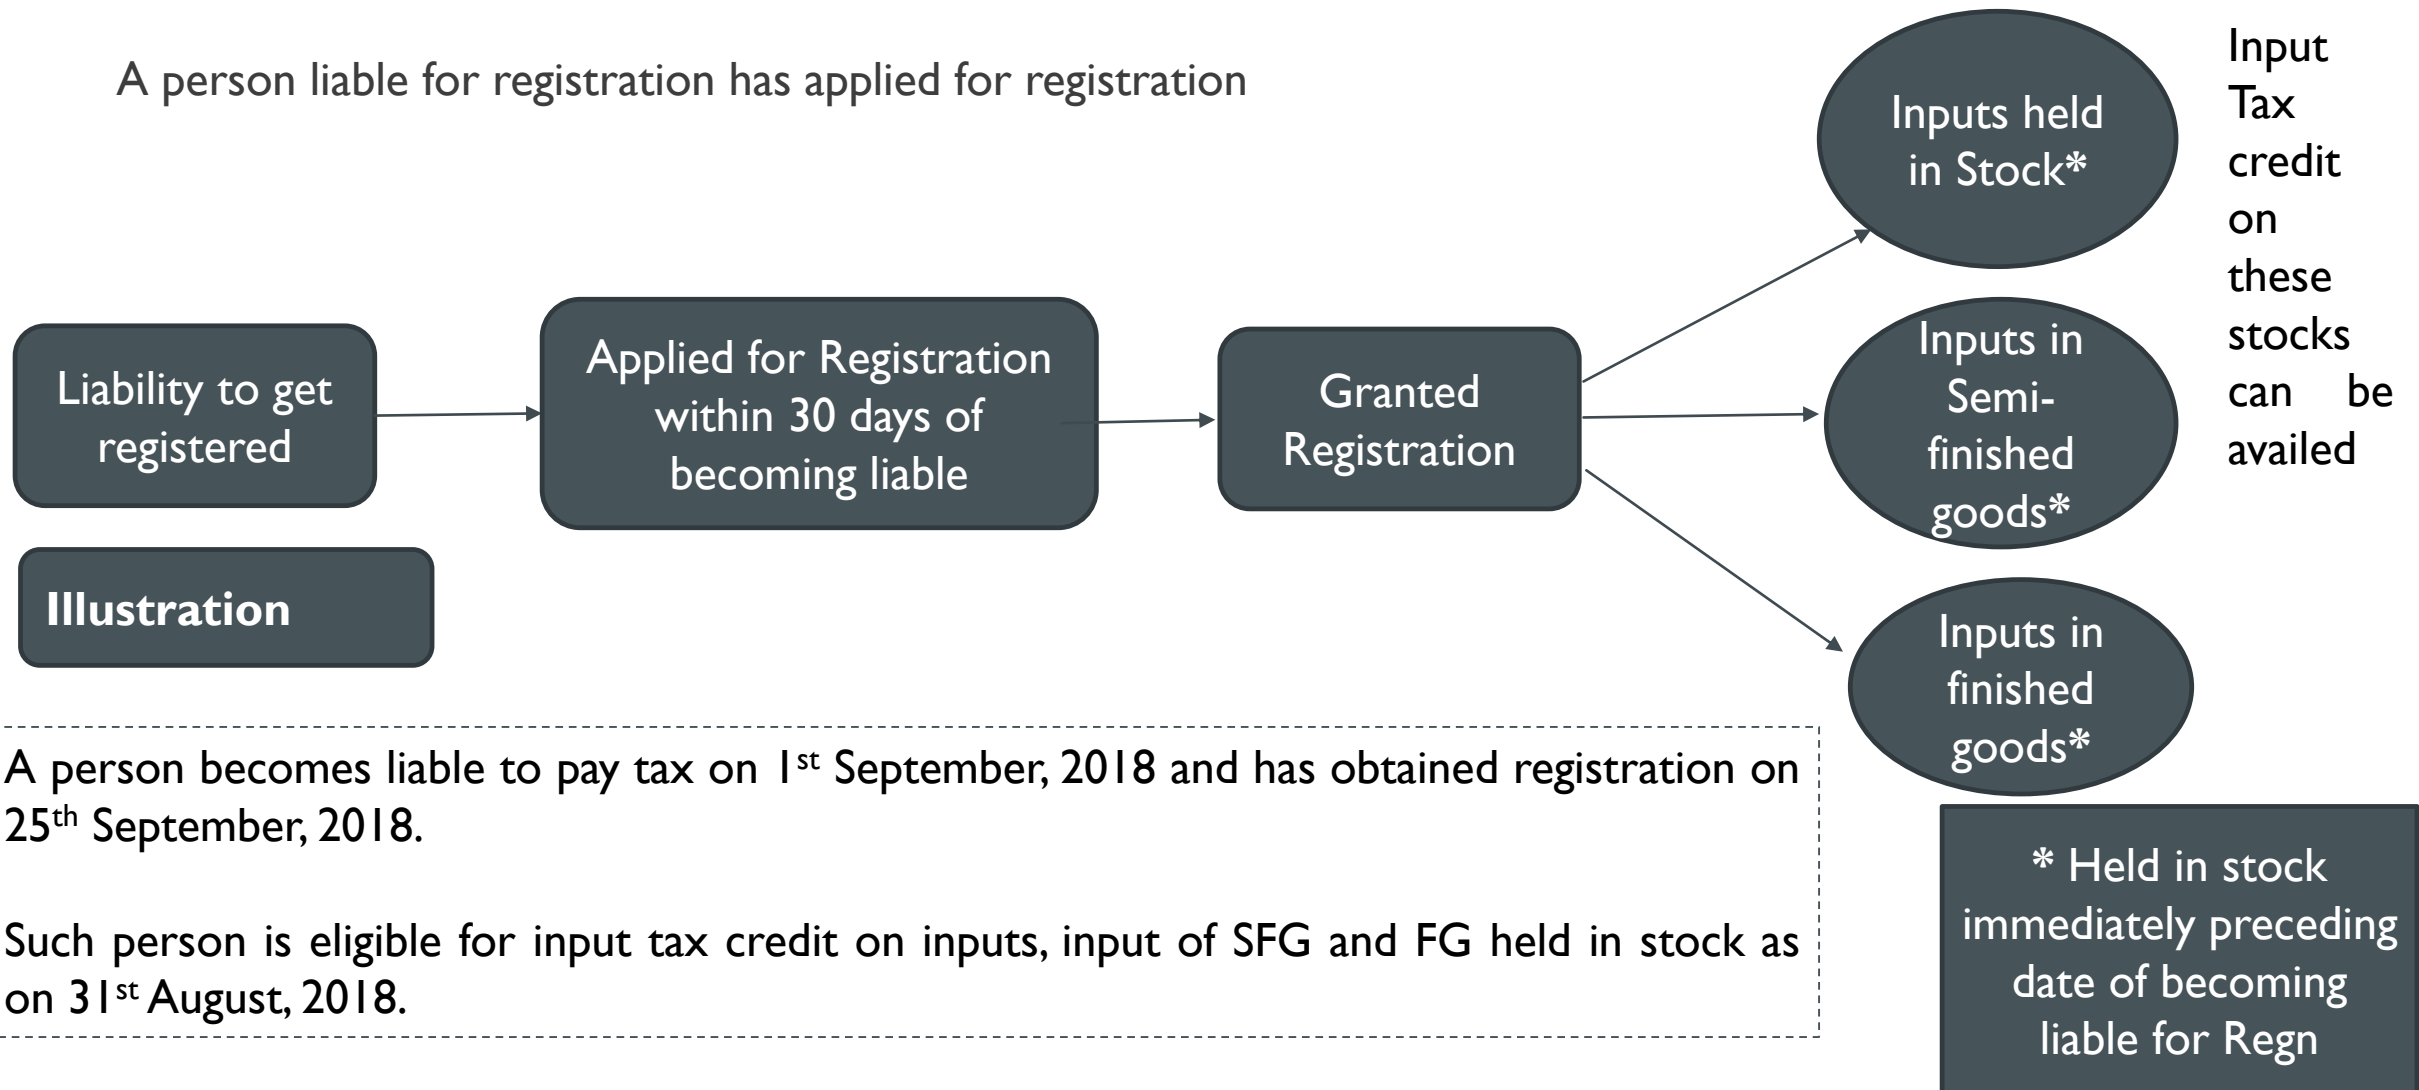 A person liable for registration has applied for registration
Liability to get
registered
Applied for Registration
within 30 days of
becoming liable
Granted
Registration
Inputs held
in Stock*
Inputs in
Semi-
finished
goods*
Inputs in
finished
goods*
Input
Tax
credit
on
these
stocks
can be
availed
Illustration
A person becomes liable to pay tax on 1st September, 2018 and has obtained registration on
25th September, 2018.
Such person is eligible for input tax credit on inputs, input of SFG and FG held in stock as
on 31st August, 2018.
* Held in stock
immediately preceding
date of becoming
liable for Regn